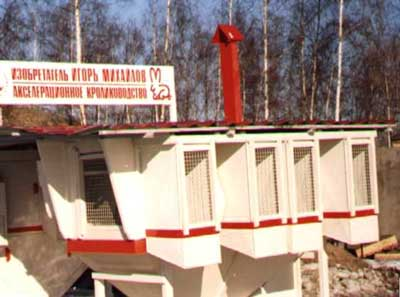 ИЗОБРЕТАТЕЛЬ ИГОРЬ МИХАЙЛОВ
АКСЕЛЕРАЦИОННОЕ КРОЛИКОВОДСТВО